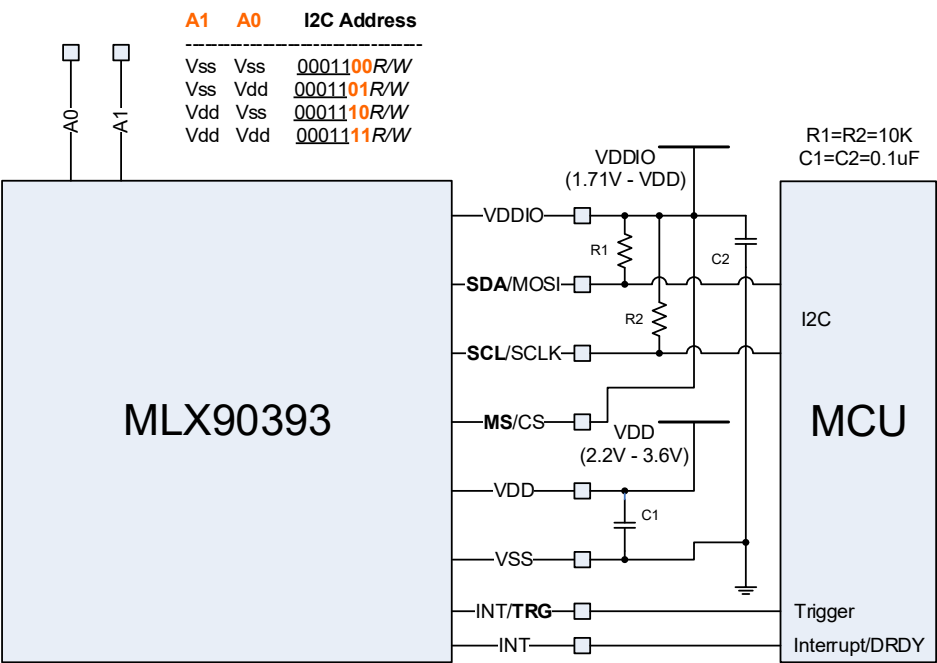 A1 A0 I2C Address
Vss Vss 0001100R/W
Vss Vdd 0001101R/W
Vdd Vss 0001110R/W
Vdd Vdd 0001111R/W
A0
A1
R1=R2=10K
C1=C2=0.1uF
VDDIO
(1.71V - VDD)
VDDIO
R1
C2
SDA/MOSI
R2
I2C
SCL/SCLK
MLX90393
MCU
MS/CS
VDD
(2.2V - 3.6V)
VDD
C1
VSS
INT/TRG
Trigger
INT
Interrupt/DRDY